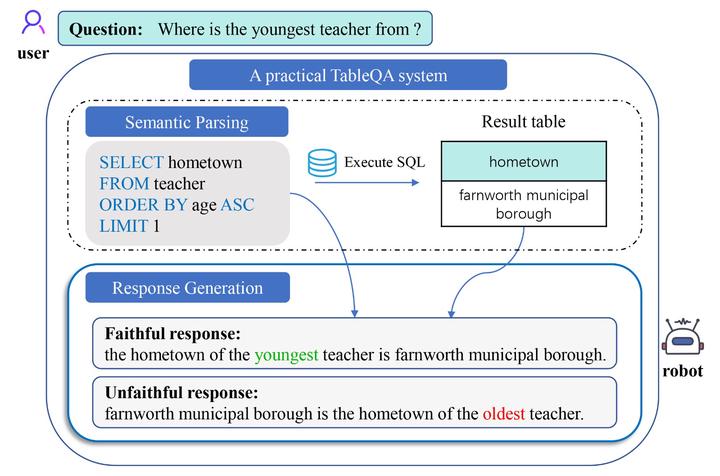 Question: Where is the youngest teacher from ?
user
A practical TableQA system
Semantic Parsing
SELECT hometown
FROM teacher
ORDER BY age ASC
LIMIT 1
Execute SQL
Result table
hometown
farnworth municipal
borough
Response Generation
Faithful response:
the hometown of the youngest teacher is farnworth municipal borough.
Unfaithful response:
farnworth municipal borough is the hometown of the oldest teacher.
robot